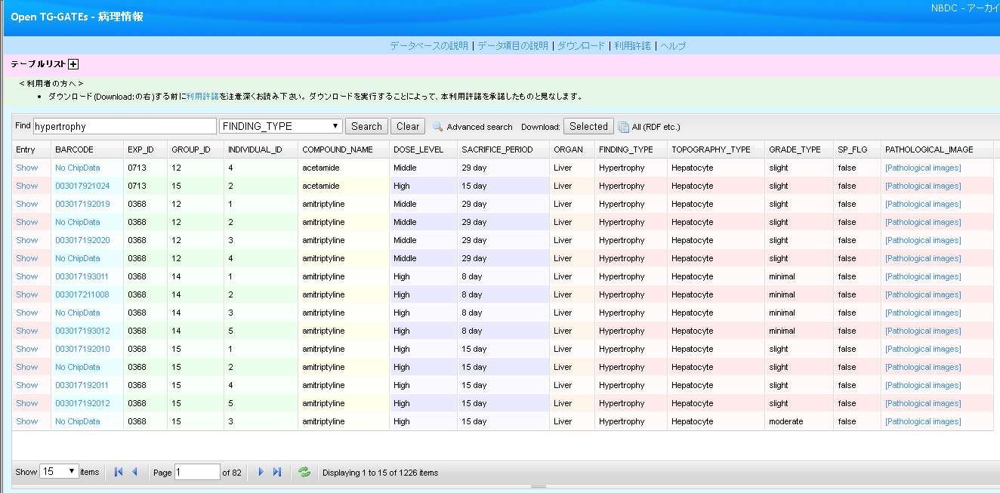 NBDC - アーカイ
Open TG-GATEs - 病理情報
データベースの説明 | データ項目の説明 | ダウンロード | 利用許諾 | ヘルプ
テーブルリスト
<利用者の方へ>
• ダウンロード(Download:の右)する前に利用許諾を注意深くお読み下さい。ダウンロードを実行することによって、本利用許諾を承諾したものと見なします。
Find hypertrophy FINDING_TYPE Search Clear Advanced search Download: Selected All (RDF etc.)
Entry BARCODE EXP_ID GROUP_ID INDIVIDUAL_ID COMPOUND_NAME DOSE_LEVEL SACRIFICE_PERIOD ORGAN FINDING_TYPE TOPOGRAPHY_TYPE GRADE_TYPE SP_FLG PATHOLOGICAL_IMAGE
Show No ChipData 0713 12 4 acetamide Middle 29 day Liver Hypertrophy Hepatocyte slight false [Pathological images]
Show 003017921024 0713 15 2 acetamide High 15 day Liver Hypertrophy Hepatocyte slight false [Pathological images]
Show 003017192019 0368 12 1 amitriptyline Middle 29 day Liver Hypertrophy Hepatocyte slight false [Pathological images]
Show No ChipData 0368 12 2 amitriptyline Middle 29 day Liver Hypertrophy Hepatocyte slight false [Pathological images]
Show 003017192020 0368 12 3 amitriptyline Middle 29 day Liver Hypertrophy Hepatocyte slight false [Pathological images]
Show No ChipData 0368 12 4 amitriptyline Middle 29 day Liver Hypertrophy Hepatocyte slight false [Pathological images]
Show 003017193011 0368 14 1 amitriptyline High 8 day Liver Hypertrophy Hepatocyte minimal false [Pathological images]
Show 003017211008 0368 14 2 amitriptyline High 8 day Liver Hypertrophy Hepatocyte minimal false [Pathological images]
Show No ChipData 0368 14 3 amitriptyline High 8 day Liver Hypertrophy Hepatocyte minimal false [Pathological images]
Show 003017193012 0368 14 5 amitriptyline High 8 day Liver Hypertrophy Hepatocyte minimal false [Pathological images]
Show 003017192010 0368 15 1 amitriptyline High 15 day Liver Hypertrophy Hepatocyte slight false [Pathological images]
Show No ChipData 0368 15 2 amitriptyline High 15 day Liver Hypertrophy Hepatocyte slight false [Pathological images]
Show 003017192011 0368 15 4 amitriptyline High 15 day Liver Hypertrophy Hepatocyte slight false [Pathological images]
Show 003017192012 0368 15 5 amitriptyline High 15 day Liver Hypertrophy Hepatocyte slight false [Pathological images]
Show No ChipData 0368 15 3 amitriptyline High 15 day Liver Hypertrophy Hepatocyte moderate false [Pathological images]
Show 15 items Page 1 of 82 Displaying 1 to 15 of 1226 items